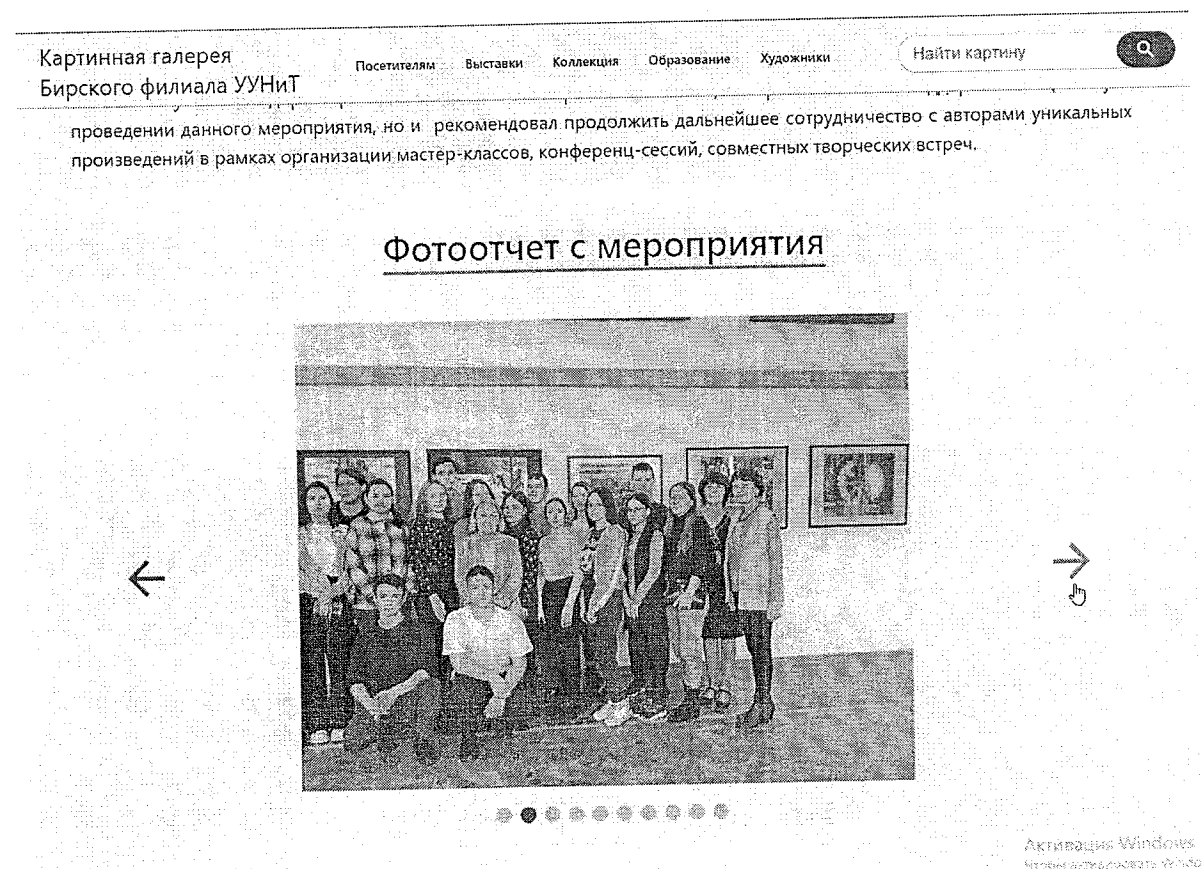 Картинная галерея
Бирского филиала УУНиТ
Посетителям Выставки Коллекция Образование Художники
Найти картину
проведении данного мероприятия, но и рекомендовал продолжить дальнейшее сотрудничество с авторами уникальных
произведений в рамках организации мастер-классов, конференц-сессий, совместных творческих встреч.
Фотоотчет с мероприятия
Активация Windows